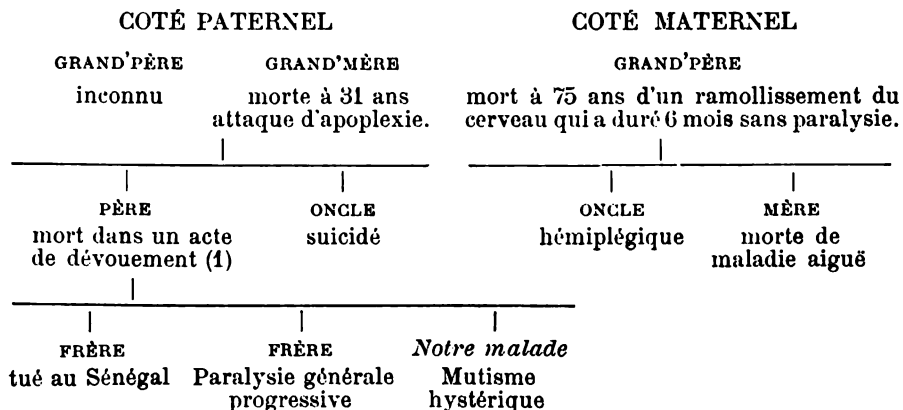 COTÉ PATERNEL COTÉ MATERNEL
GRAND'PÈRE GRAND'MÈRE GRAND'PÈRE
inconnu morte à 31 ans mort à 75 ans d'un ramollissement du
attaque d'apoplexie. cerveau qui a duré 6 mois sans paralysie.
PÈRE ONCLE ONCLE MÈRE
mort dans un acte suicidé hémiplégique morte de
de dévouement (1) maladie aiguë
FRÈRE FRÈRE Notre malade
tué au Sénégal Paralysie générale Mutisme
progressive hystérique